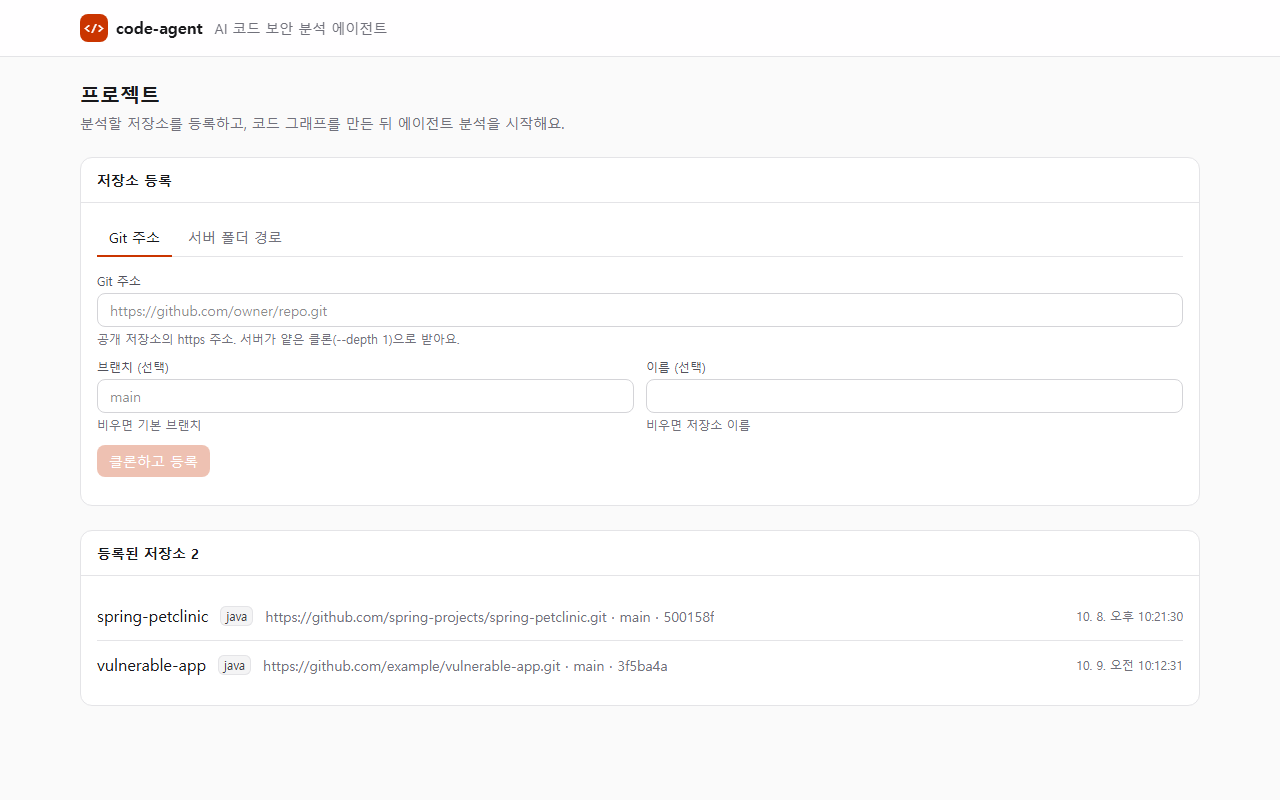 code-agent AI 코드 보안 분석 에이전트
프로젝트
분석할 저장소를 등록하고, 코드 그래프를 만든 뒤 에이전트 분석을 시작해요.
저장소 등록
Git 주소 서버 폴더 경로
Git 주소
https://github.com/owner/repo.git
공개 저장소의 https 주소. 서버가 얕은 클론(--depth 1)으로 받아요.
브랜치 (선택) 이름 (선택)
main
비우면 기본 브랜치 비우면 저장소 이름
클론하고 등록
등록된 저장소 2
spring-petclinic java https://github.com/spring-projects/spring-petclinic.git · main · 500158f 10. 8. 오후 10:21:30
vulnerable-app java https://github.com/example/vulnerable-app.git · main · 3f5ba4a 10. 9. 오전 10:12:31